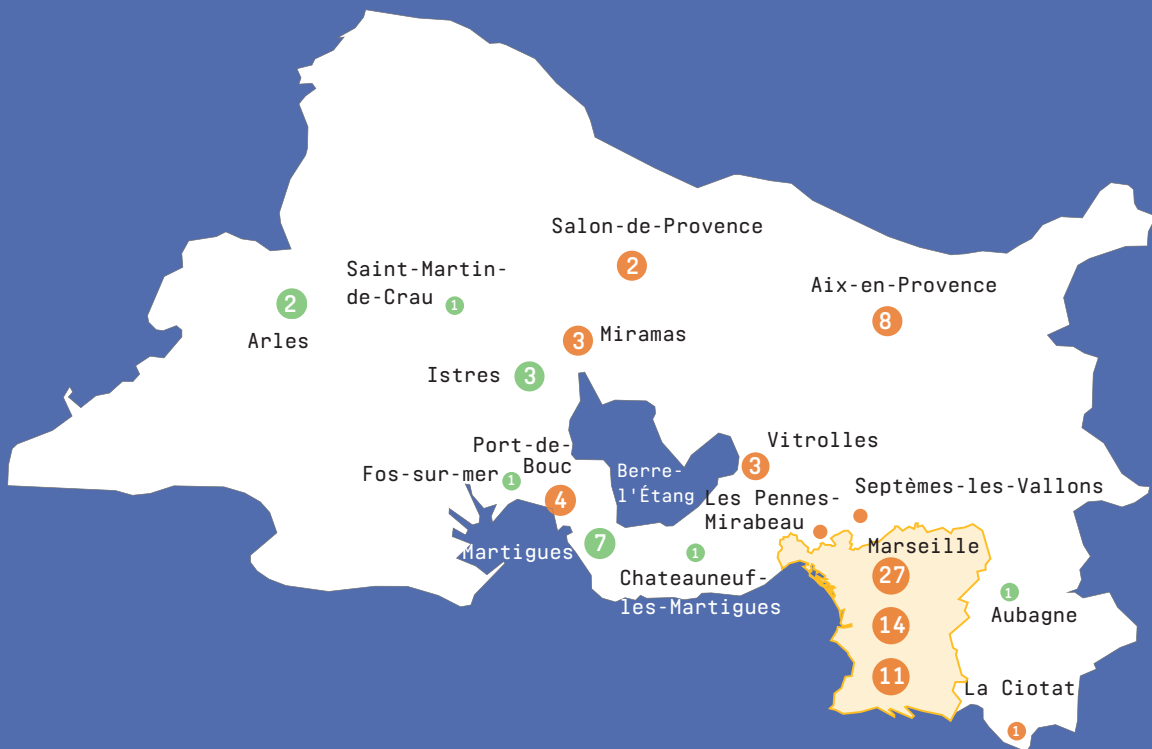 Salon-de-Provence
2
Saint-Martin-
de-Crau
1
2
Arles
Aix-en-Provence
8
3
Miramas
Istres
3
Port-de-
Bouc
Fos-sur-mer
1
4
Vitrolles
3
Berre-
l'Étang
Les Pennes-
Mirabeau
Septèmes-les-Vallons
Martigues
7
1
Chateauneuf-
les-Martigues
Marseille
27
14
11
1
Aubagne
La Ciotat
1